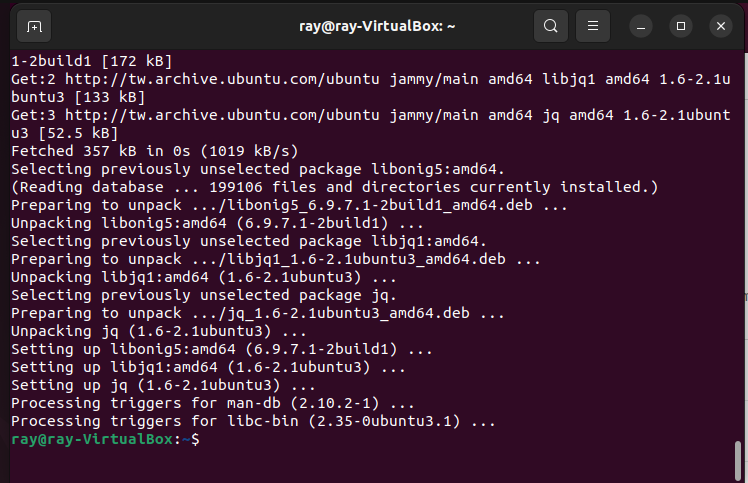 ray@ray-VirtualBox: ~
1-2build1 [172 kB]
Get:2 http://tw.archive.ubuntu.com/ubuntu jammy/main amd64 libjq1 amd64 1.6-2.1u
buntu3 [133 kB]
Get:3 http://tw.archive.ubuntu.com/ubuntu jammy/main amd64 jq amd64 1.6-2.1ubunt
u3 [52.5 kB]
Fetched 357 kB in 0s (1019 kB/s)
Selecting previously unselected package libonig5:amd64.
(Reading database ... 199106 files and directories currently installed.)
Preparing to unpack .../libonig5_6.9.7.1-2build1_amd64.deb ...
Unpacking libonig5:amd64 (6.9.7.1-2build1) ...
Selecting previously unselected package libjq1:amd64.
Preparing to unpack .../libjq1_1.6-2.1ubuntu3_amd64.deb ...
Unpacking libjq1:amd64 (1.6-2.1ubuntu3) ...
Selecting previously unselected package jq.
Preparing to unpack .../jq_1.6-2.1ubuntu3_amd64.deb ...
Unpacking jq (1.6-2.1ubuntu3) ...
Setting up libonig5:amd64 (6.9.7.1-2build1) ...
Setting up libjq1:amd64 (1.6-2.1ubuntu3) ...
Setting up jq (1.6-2.1ubuntu3) ...
Processing triggers for man-db (2.10.2-1) ...
Processing triggers for libc-bin (2.35-0ubuntu3.1) ...
ray@ray-VirtualBox:~$